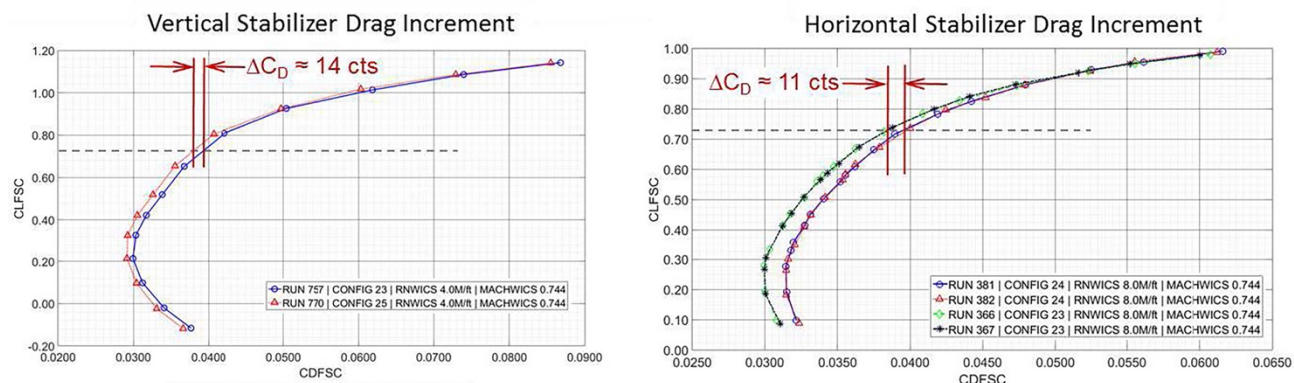 Vertical Stabilizer Drag Increment
1.20
1.00
0.80
0.60
0.40
0.20
0.00
-0.20
CLFSC
ΔCD ≈ 14 cts
RUN 757 | CONFIG 23 | RNWICS 4.0M/ft | MACHWICS 0.744
RUN 770 | CONFIG 25 | RNWICS 4.0M/ft | MACHWICS 0.744
0.0200 0.0300 0.0400 0.0500 0.0600 0.0700 0.0800 0.0900
CDFSC
Horizontal Stabilizer Drag Increment
1.00
0.90
0.80
0.70
0.60
0.50
0.40
0.30
0.20
0.10
0.00
CLFSC
ΔCD ≈ 11 cts
RUN 381 | CONFIG 24 | RNWICS 8.0M/ft | MACHWICS 0.744
RUN 382 | CONFIG 24 | RNWICS 8.0M/ft | MACHWICS 0.744
RUN 366 | CONFIG 23 | RNWICS 8.0M/ft | MACHWICS 0.744
RUN 367 | CONFIG 23 | RNWICS 8.0M/ft | MACHWICS 0.744
0.0250 0.0300 0.0350 0.0400 0.0450 0.0500 0.0550 0.0600 0.0650
CDFSC